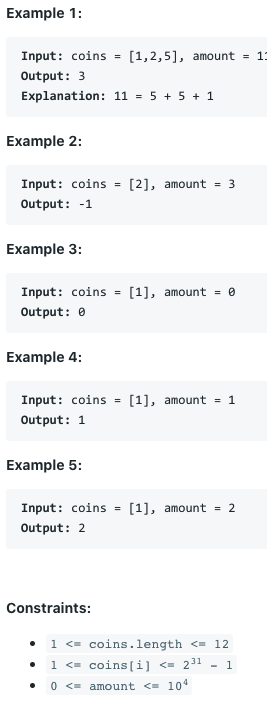 Example 1:
Input: coins = [1,2,5], amount = 11
Output: 3
Explanation: 11 = 5 + 5 + 1
Example 2:
Input: coins = [2], amount = 3
Output: -1
Example 3:
Input: coins = [1], amount = 0
Output: 0
Example 4:
Input: coins = [1], amount = 1
Output: 1
Example 5:
Input: coins = [1], amount = 2
Output: 2
Constraints:
• 1 <= coins.length <= 12
• 1 <= coins[i] <= 2³¹ - 1
• 0 <= amount <= 10⁴